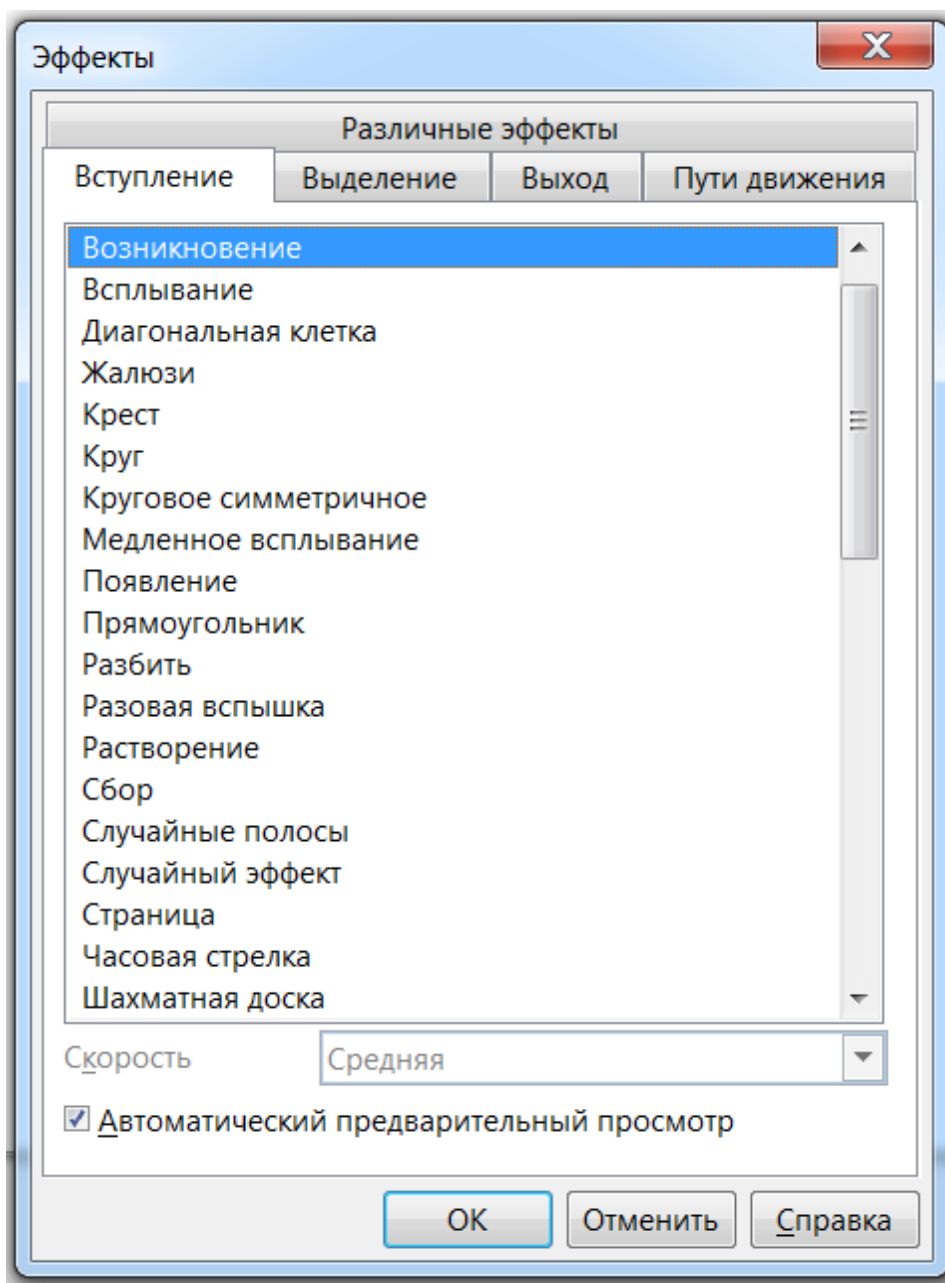 Эффекты
Различные эффекты
Вступление Выделение Выход Пути движения
Возникновение
Всплывание
Диагональная клетка
Жалюзи
Крест
Круг
Круговое симметричное
Медленное всплывание
Появление
Прямоугольник
Разбить
Разовая вспышка
Растворение
Сбор
Случайные полосы
Случайный эффект
Страница
Часовая стрелка
Шахматная доска
Скорость Средняя
Автоматический предварительный просмотр
ОК Отменить Справка